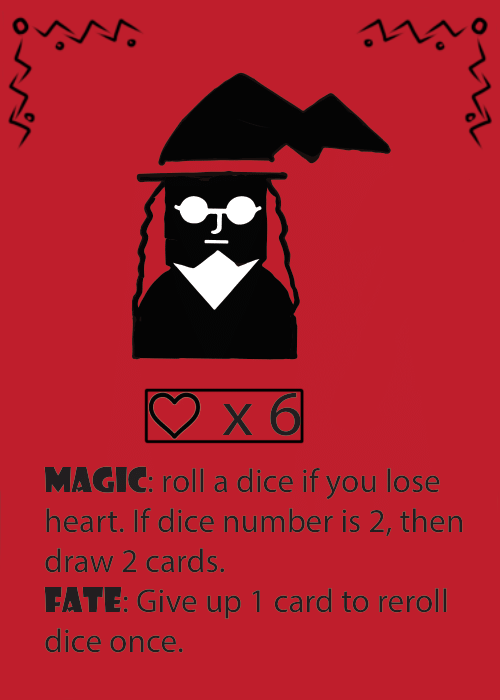 x 6
MAGIC: roll a dice if you lose
heart. If dice number is 2, then
draw 2 cards.
FATE: Give up 1 card to reroll
dice once.